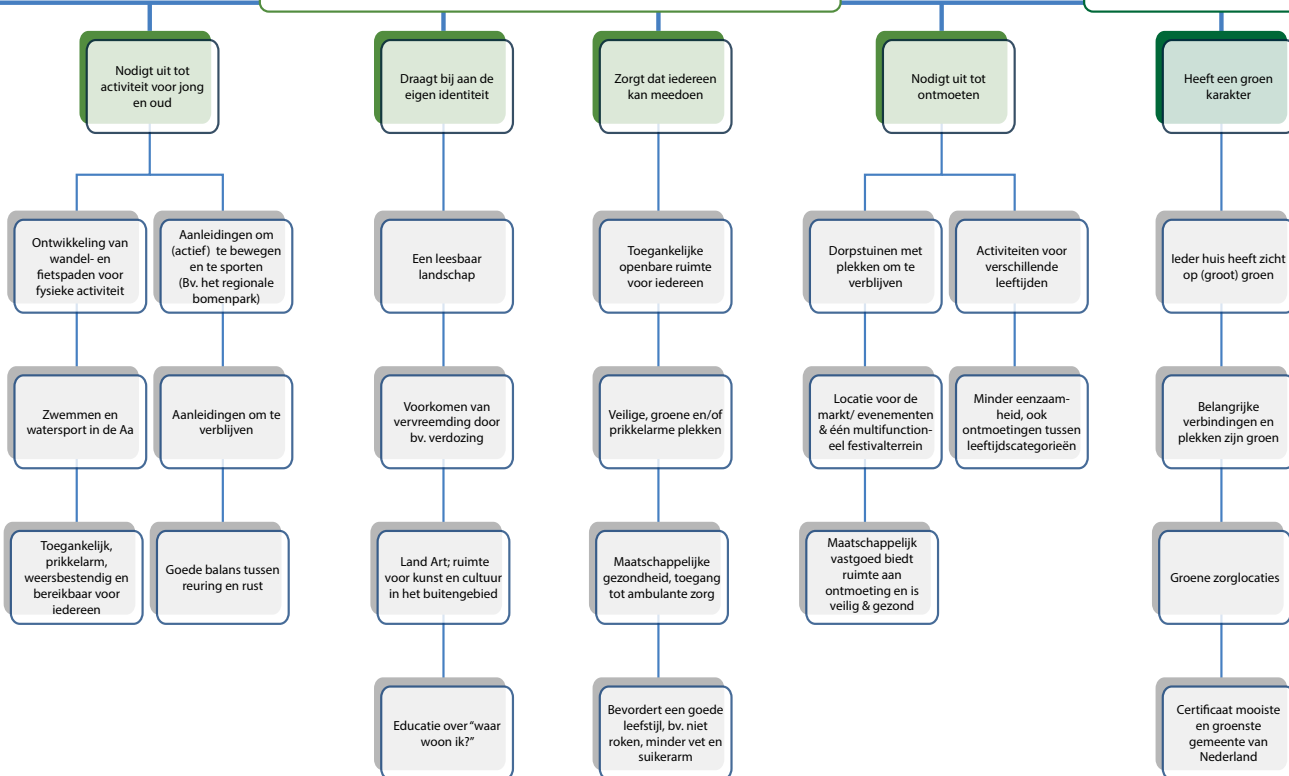 Nodigt uit tot
activiteit voor jong
en oud
Draagt bij aan de
eigen identiteit
Zorgt dat iedereen
kan meedoen
Nodigt uit tot
ontmoeten
Heeft een groen
karakter
Ontwikkeling van
wandel- en
fietspaden voor
fysieke activiteit
Aanleidingen om
(actief) te bewegen
en te sporten
(Bv. het regionale
bomenpark)
Een leesbaar
landschap
Toegankelijke
openbare ruimte
voor iedereen
Dorpstuinen met
plekken om te
verblijven
Activiteiten voor
verschillende
leeftijden
Ieder huis heeft zicht
op (groot) groen
Zwemmen en
watersport in de Aa
Aanleidingen om te
verblijven
Voorkomen van
vervreemding door
bv. verdozing
Veilige, groene en/of
prikkelarme plekken
Locatie voor de
markt/ evenementen
& één multifunction-
eel festivalterrein
Minder eenzaam-
heid, ook
ontmoetingen tussen
leeftijdscategorieën
Belangrijke
verbindingen en
plekken zijn groen
Toegankelijk,
prikkelarm,
weersbestendig en
bereikbaar voor
iedereen
Goede balans tussen
reuring en rust
Land Art; ruimte
voor kunst en cultuur
in het buitengebied
Maatschappelijke
gezondheid, toegang
tot ambulante zorg
Maatschappelijk
vastgoed biedt
ruimte aan
ontmoeting en is
veilig & gezond
Groene zorglocaties
Educatie over “waar
woon ik?”
Bevordert een goede
leefstijl, bv. niet
roken, minder vet en
suikerarm
Certificaat mooiste
en groenste
gemeente van
Nederland